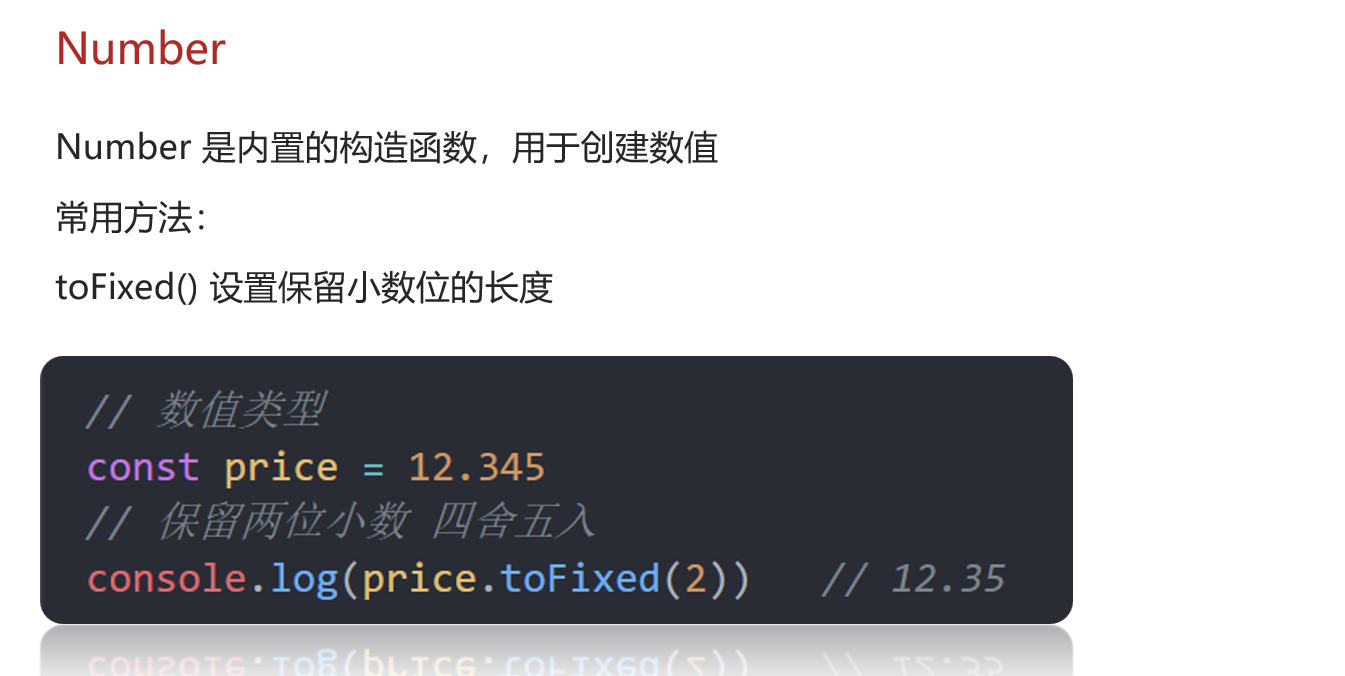 Number
Number 是内置的构造函数，用于创建数值
常用方法：
toFixed() 设置保留小数位的长度
// 数值类型
const price = 12.345
// 保留两位小数 四舍五入
console.log(price.toFixed(2))   // 12.35